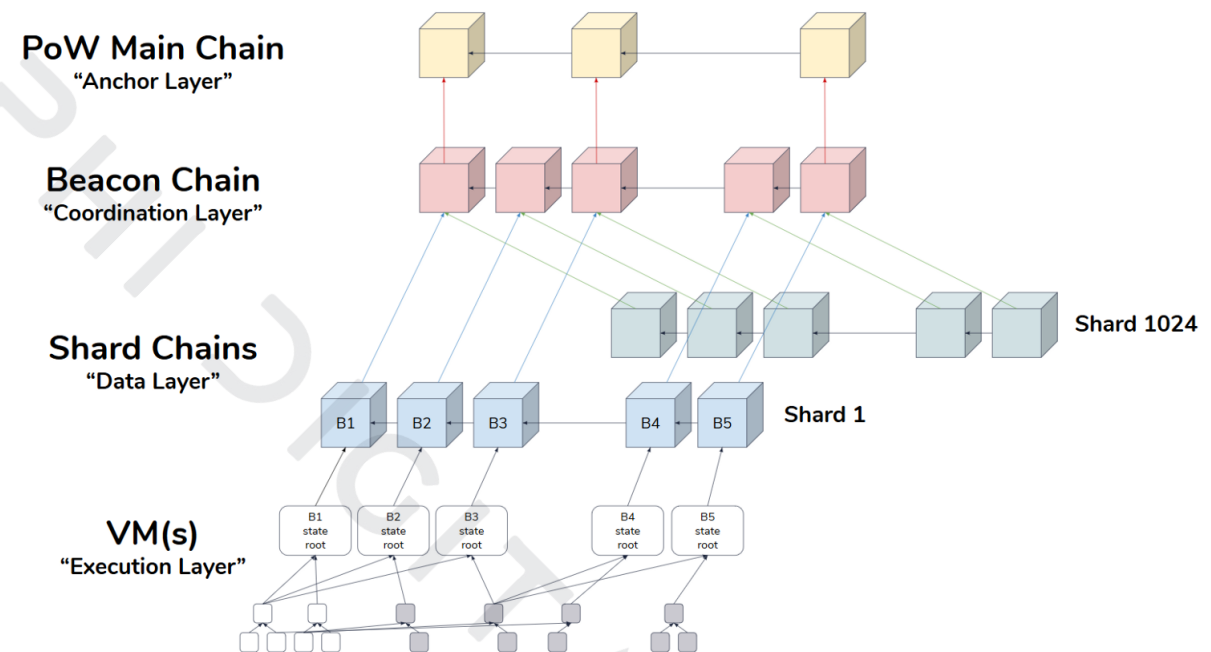 PoW Main Chain
“Anchor Layer”
Beacon Chain
“Coordination Layer”
Shard 1024
Shard Chains
“Data Layer”
B1
B2
B3
B4
B5
Shard 1
VM(s)
“Execution Layer”
B1
state
root
B2
state
root
B3
state
root
B4
state
root
B5
state
root